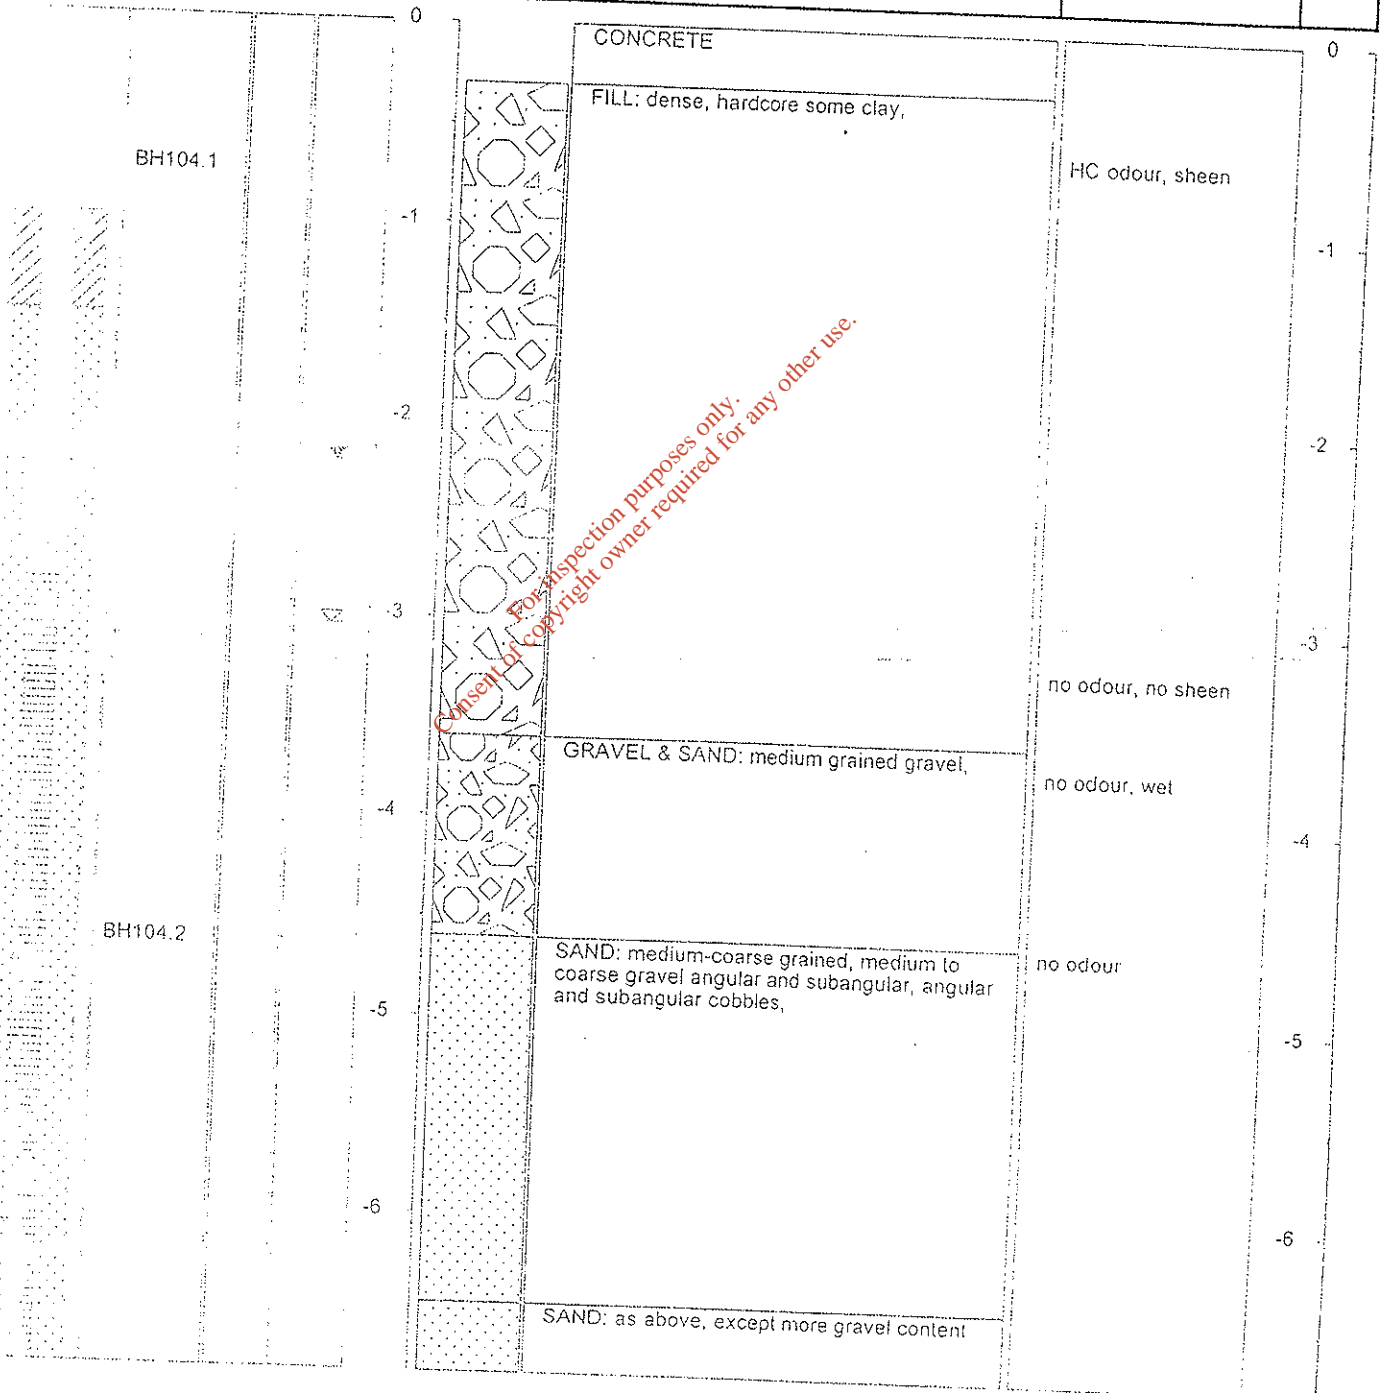 0
0
CONCRETE
FILL: dense, hardcore some clay,
BH104.1
HC odour, sheen
-1
-1
-2
-2
For inspection purposes only.
Consent of copyright owner required for any other use.
-3
-3
no odour, no sheen
GRAVEL & SAND: medium grained gravel,
no odour, wet
-4
-4
BH104.2
SAND: medium-coarse grained, medium to
coarse gravel angular and subangular, angular
and subangular cobbles,
no odour
-5
-5
-6
-6
SAND: as above, except more gravel content